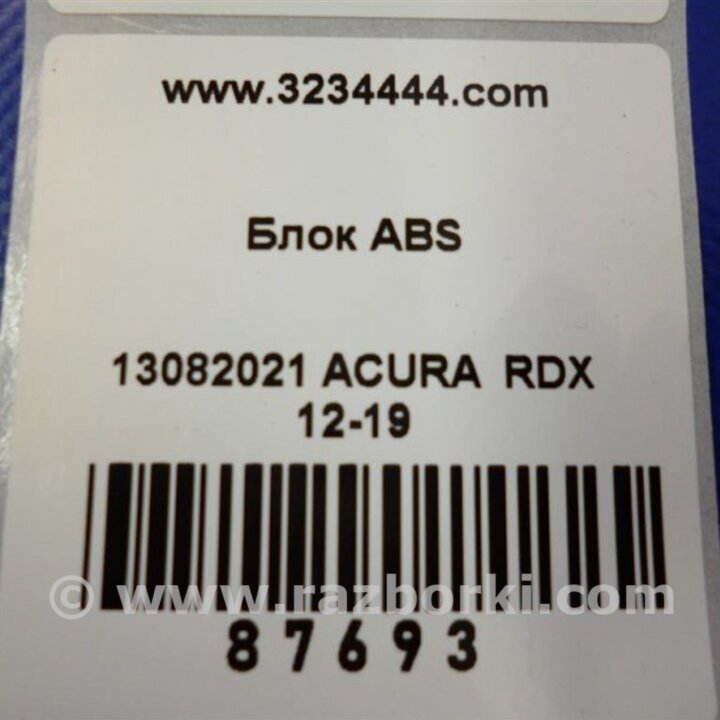 www.3234444.com
Блок ABS
13082021 ACURA RDX
12-19
© www.razborki.com
87693